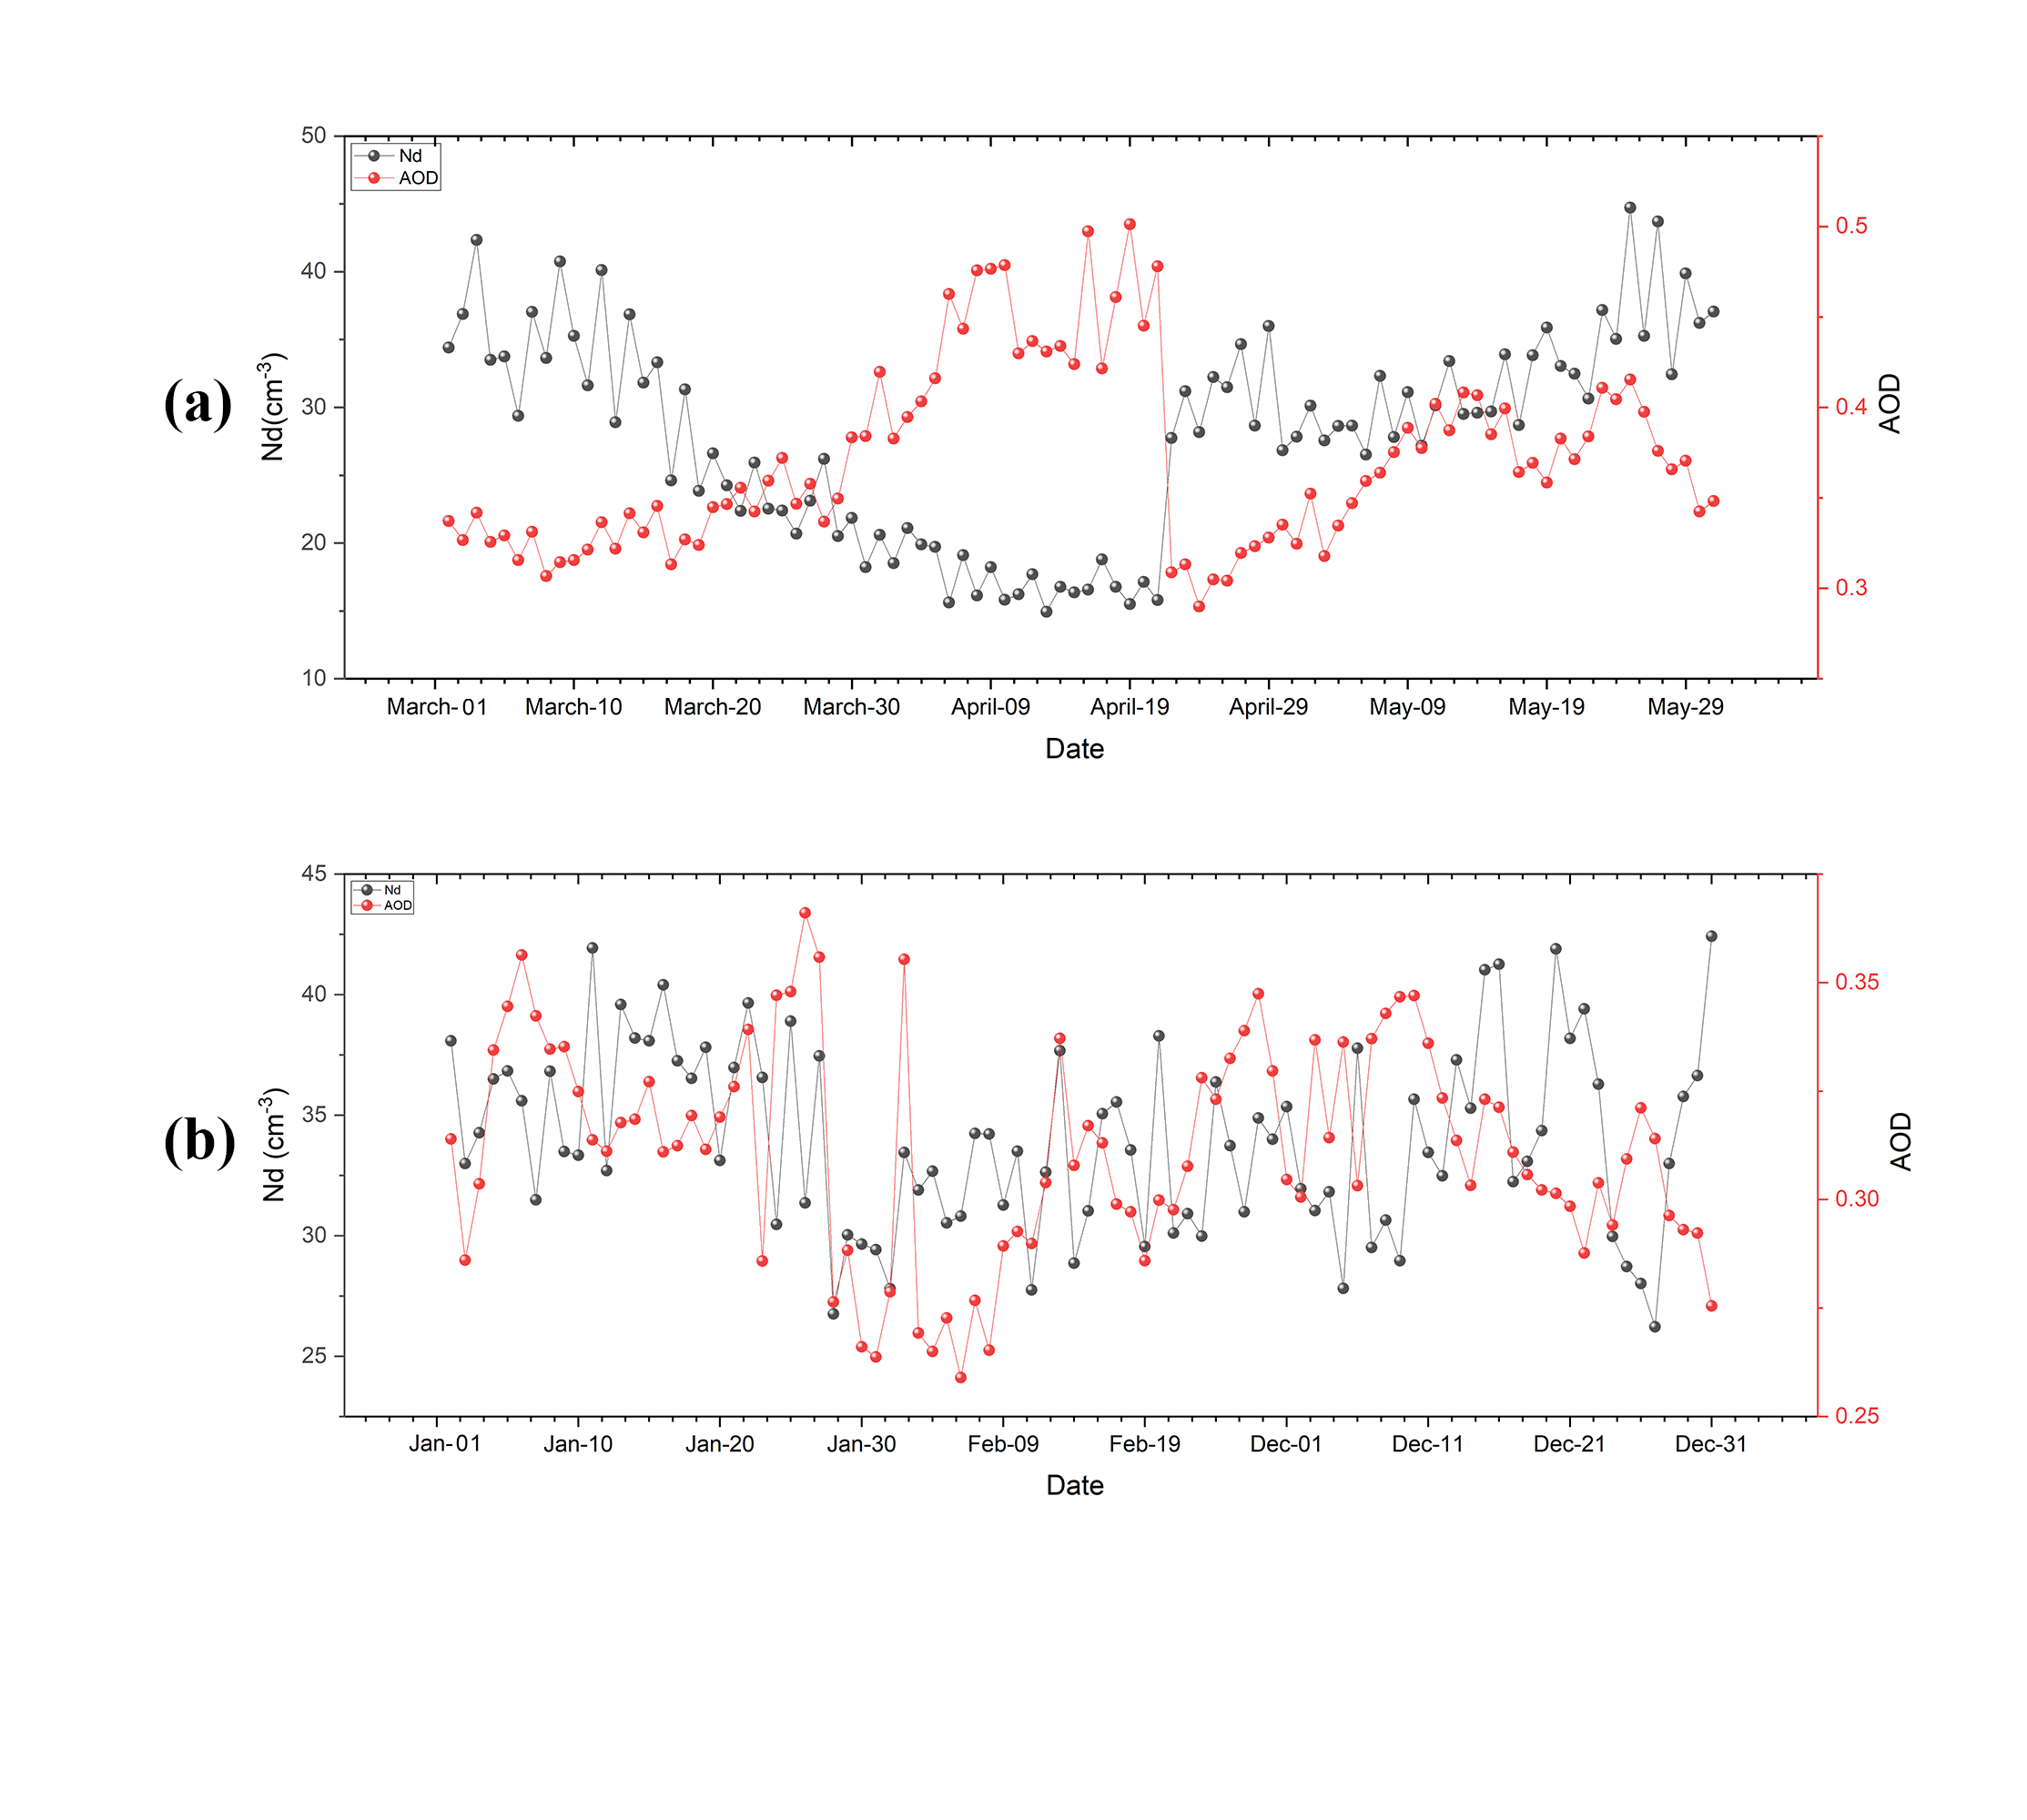 (a)
Nd(cm-3)
50
40
30
20
10
Nd
AOD
0.5
0.4
0.3
AOD
March- 01 March-10 March-20 March-30 April-09 April-19 April-29 May-09 May-19 May-29
Date
(b)
Nd (cm-3)
45
40
35
30
25
Nd
AOD
0.35
0.30
0.25
AOD
Jan- 01 Jan-10 Jan-20 Jan-30 Feb-09 Feb-19 Dec-01 Dec-11 Dec-21 Dec-31
Date